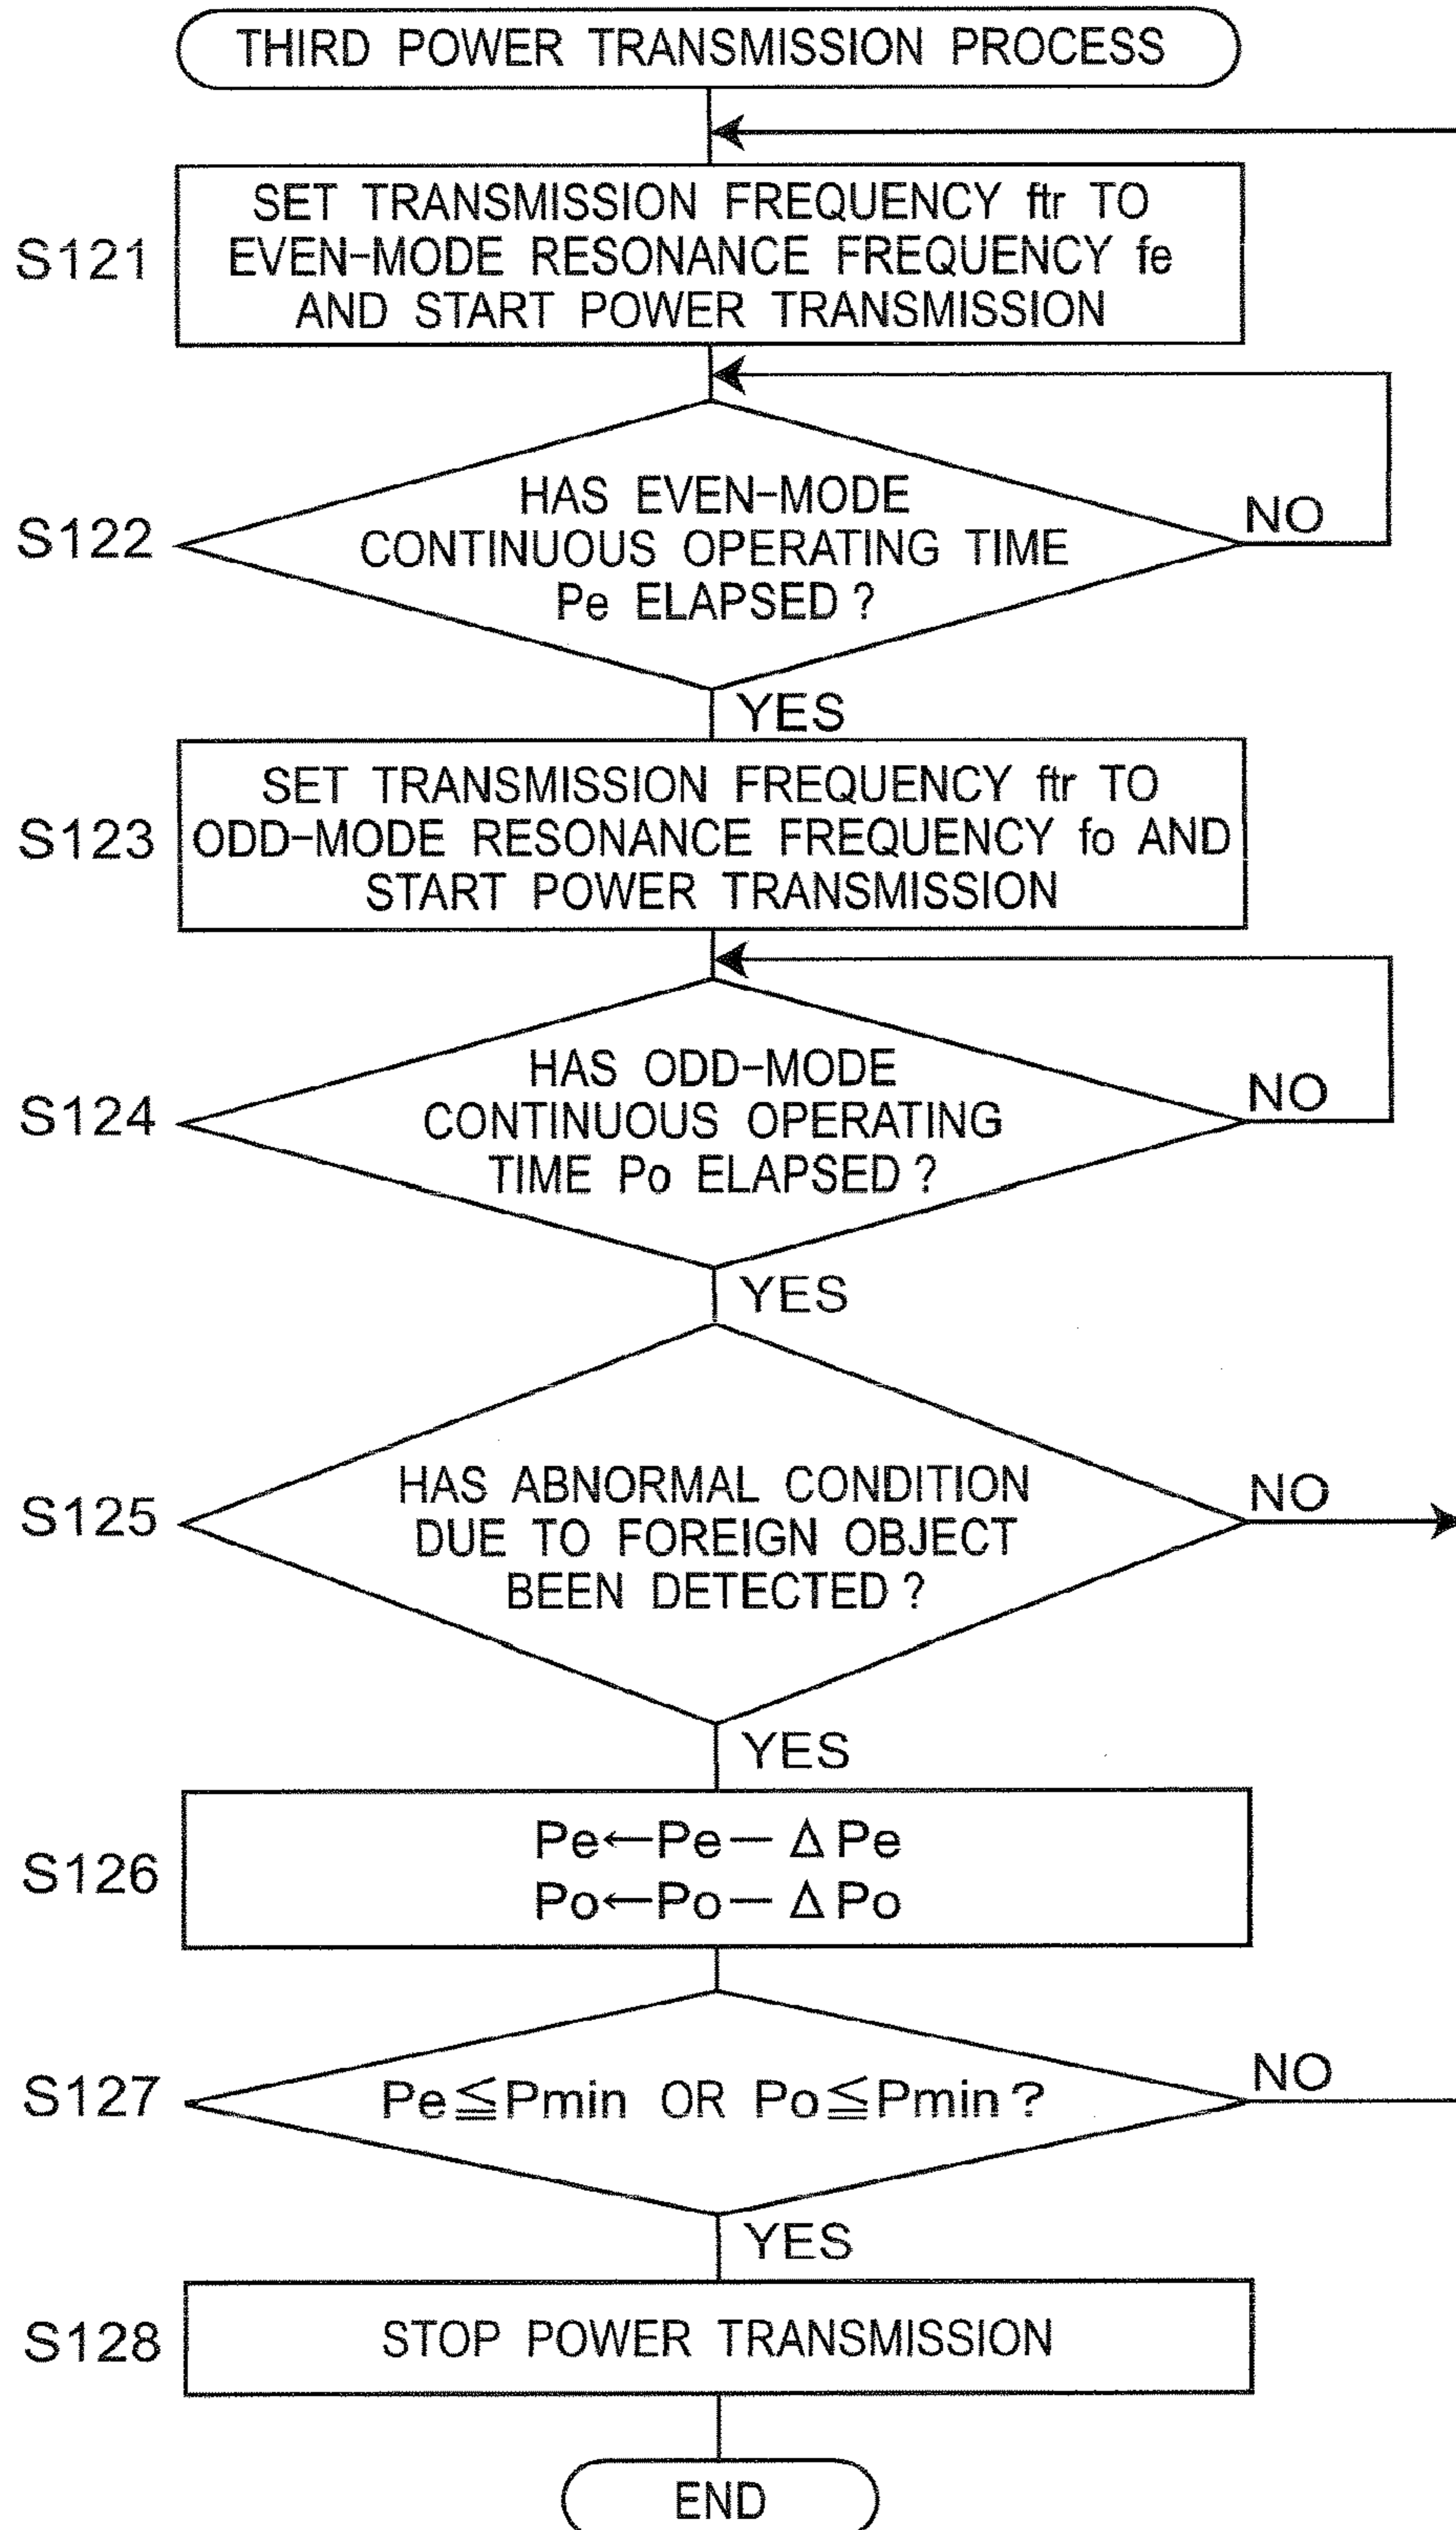 THIRD POWER TRANSMISSION PROCESS
S121
SET TRANSMISSION FREQUENCY ftr TO
EVEN-MODE RESONANCE FREQUENCY fe
AND START POWER TRANSMISSION
S122
HAS EVEN-MODE
CONTINUOUS OPERATING TIME
Pe ELAPSED?
NO
YES
S123
SET TRANSMISSION FREQUENCY ftr TO
ODD-MODE RESONANCE FREQUENCY fo AND
START POWER TRANSMISSION
S124
HAS ODD-MODE
CONTINUOUS OPERATING
TIME Po ELAPSED?
NO
YES
S125
HAS ABNORMAL CONDITION
DUE TO FOREIGN OBJECT
BEEN DETECTED?
NO
YES
S126
Pe←Pe－ΔPe
Po←Po－ΔPo
S127
Pe≦Pmin OR Po≦Pmin?
NO
YES
S128
STOP POWER TRANSMISSION
END